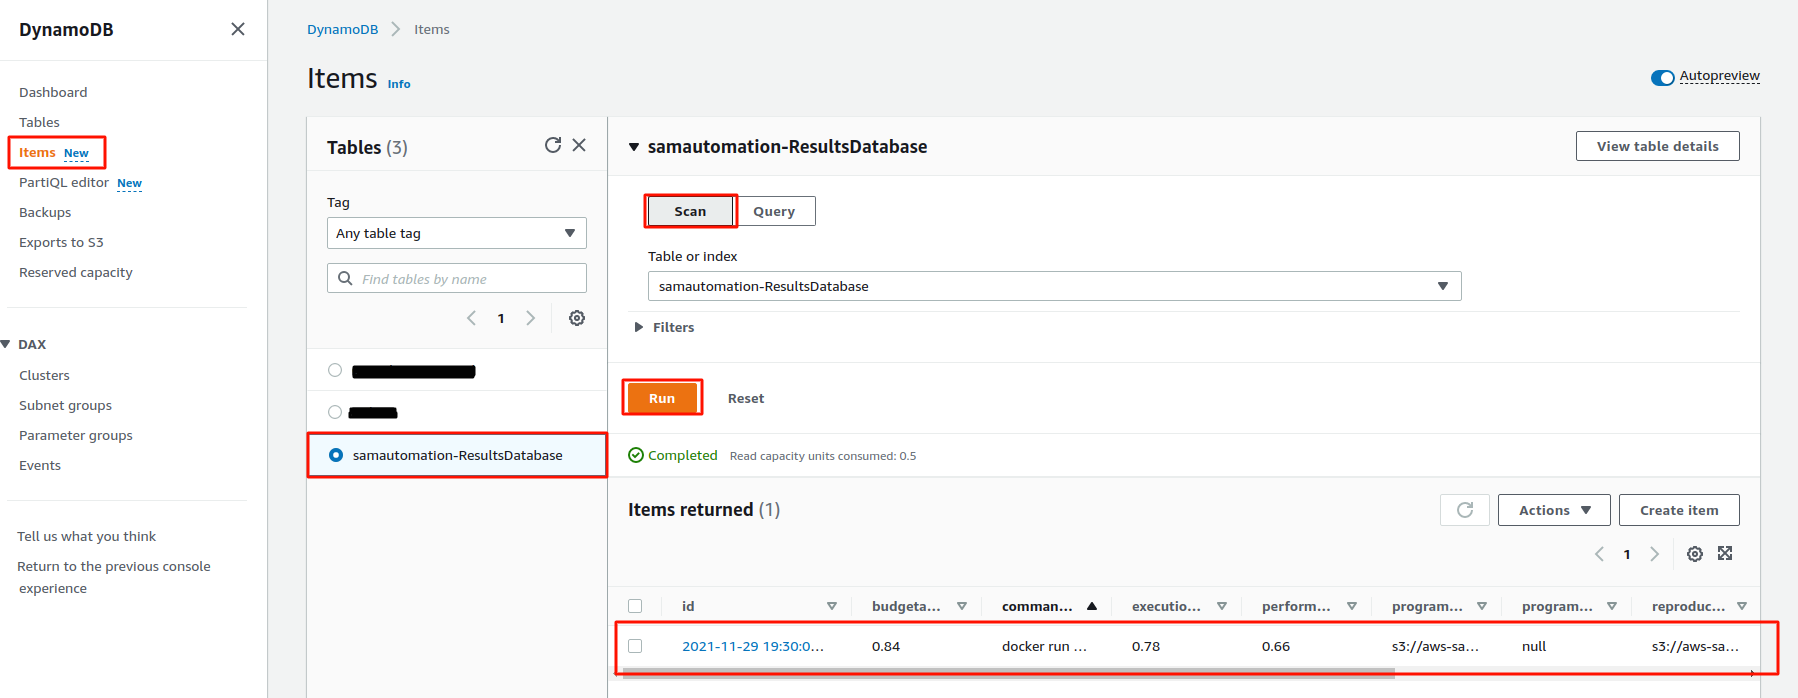 DynamoDB
Dashboard
Tables
Items New
PartiQL editor New
Backups
Exports to S3
Reserved capacity
DAX
Clusters
Subnet groups
Parameter groups
Events
Tell us what you think
Return to the previous console
experience
DynamoDB Items
Items Info
Autopreview
Tables (3)
Tag
Any table tag
Find tables by name
1
samautomation-ResultsDatabase
samautomation-ResultsDatabase
View table details
Scan Query
Table or index
samautomation-ResultsDatabase
Filters
Run Reset
Completed Read capacity units consumed: 0.5
Items returned (1)
Actions Create item
1
id budgeta... comman... executio... perform... program... program... reproduc...
2021-11-29 19:30:0... 0.84 docker run ... 0.78 0.66 s3://aws-sa... null s3://aws-sa...